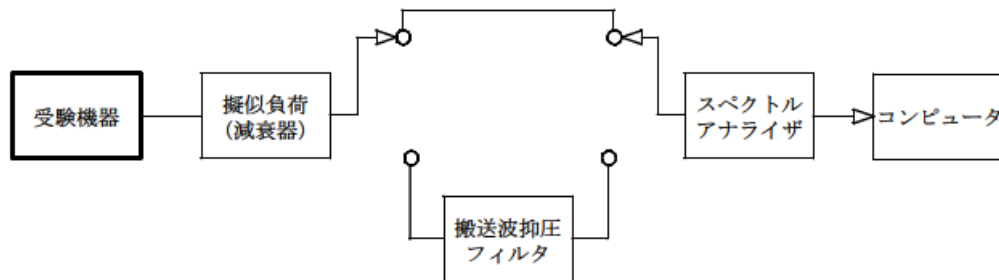 受験機器
擬似負荷
(減衰器)
スペクトル
アナライザ
コンピュータ
搬送波抑圧
フィルタ